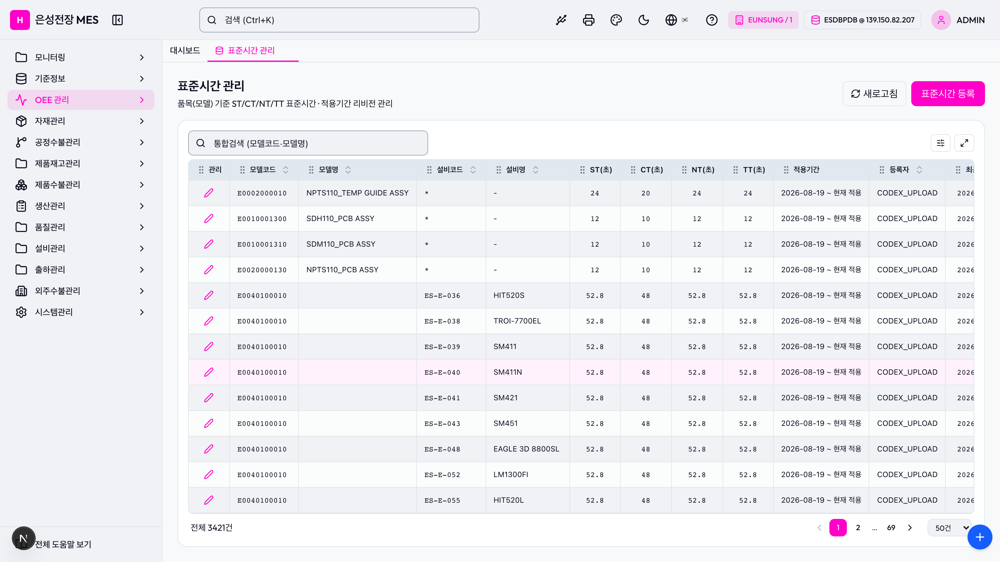 H 은성전장 MES
검색 (Ctrl+K)
EUNSUNG / 1
ESDBPDB @ 139.150.82.207
ADMIN
모니터링
기준정보
OEE 관리
자재관리
공정수불관리
제품재고관리
제품수불관리
생산관리
품질관리
설비관리
출하관리
외주수불관리
시스템관리
N
전체 도움말 보기
대시보드 표준시간 관리
표준시간 관리
품목(모델) 기준 ST/CT/NT/TT 표준시간 · 적용기간 리비전 관리
새로고침
표준시간 등록
통합검색 (모델코드·모델명)
관리 모델코드 모델명 설비코드 설비명 ST(초) CT(초) NT(초) TT(초) 적용기간 등록자
E0002000010 NPTS110_TEMP GUIDE ASSY * - 24 20 24 24 2026-08-19 ~ 현재 적용 CODEX_UPLOAD 2026
E0010001300 SDH110_PCB ASSY * - 12 10 12 12 2026-08-19 ~ 현재 적용 CODEX_UPLOAD 2026
E0010001310 SDM110_PCB ASSY * - 12 10 12 12 2026-08-19 ~ 현재 적용 CODEX_UPLOAD 2026
E0020000130 NPTS110_PCB ASSY * - 12 10 12 12 2026-08-19 ~ 현재 적용 CODEX_UPLOAD 2026
E0040100010 ES-E-036 HIT520S 52.8 48 52.8 52.8 2026-08-19 ~ 현재 적용 CODEX_UPLOAD 2026
E0040100010 ES-E-038 TROI-7700EL 52.8 48 52.8 52.8 2026-08-19 ~ 현재 적용 CODEX_UPLOAD 2026
E0040100010 ES-E-039 SM411 52.8 48 52.8 52.8 2026-08-19 ~ 현재 적용 CODEX_UPLOAD 2026
E0040100010 ES-E-040 SM411N 52.8 48 52.8 52.8 2026-08-19 ~ 현재 적용 CODEX_UPLOAD 2026
E0040100010 ES-E-041 SM421 52.8 48 52.8 52.8 2026-08-19 ~ 현재 적용 CODEX_UPLOAD 2026
E0040100010 ES-E-043 SM451 52.8 48 52.8 52.8 2026-08-19 ~ 현재 적용 CODEX_UPLOAD 2026
E0040100010 ES-E-048 EAGLE 3D 8800SL 52.8 48 52.8 52.8 2026-08-19 ~ 현재 적용 CODEX_UPLOAD 2026
E0040100010 ES-E-052 LM1300FI 52.8 48 52.8 52.8 2026-08-19 ~ 현재 적용 CODEX_UPLOAD 2026
E0040100010 ES-E-055 HIT520L 52.8 48 52.8 52.8 2026-08-19 ~ 현재 적용 CODEX_UPLOAD 2026
전체 3421건
1 2 ... 69
50건